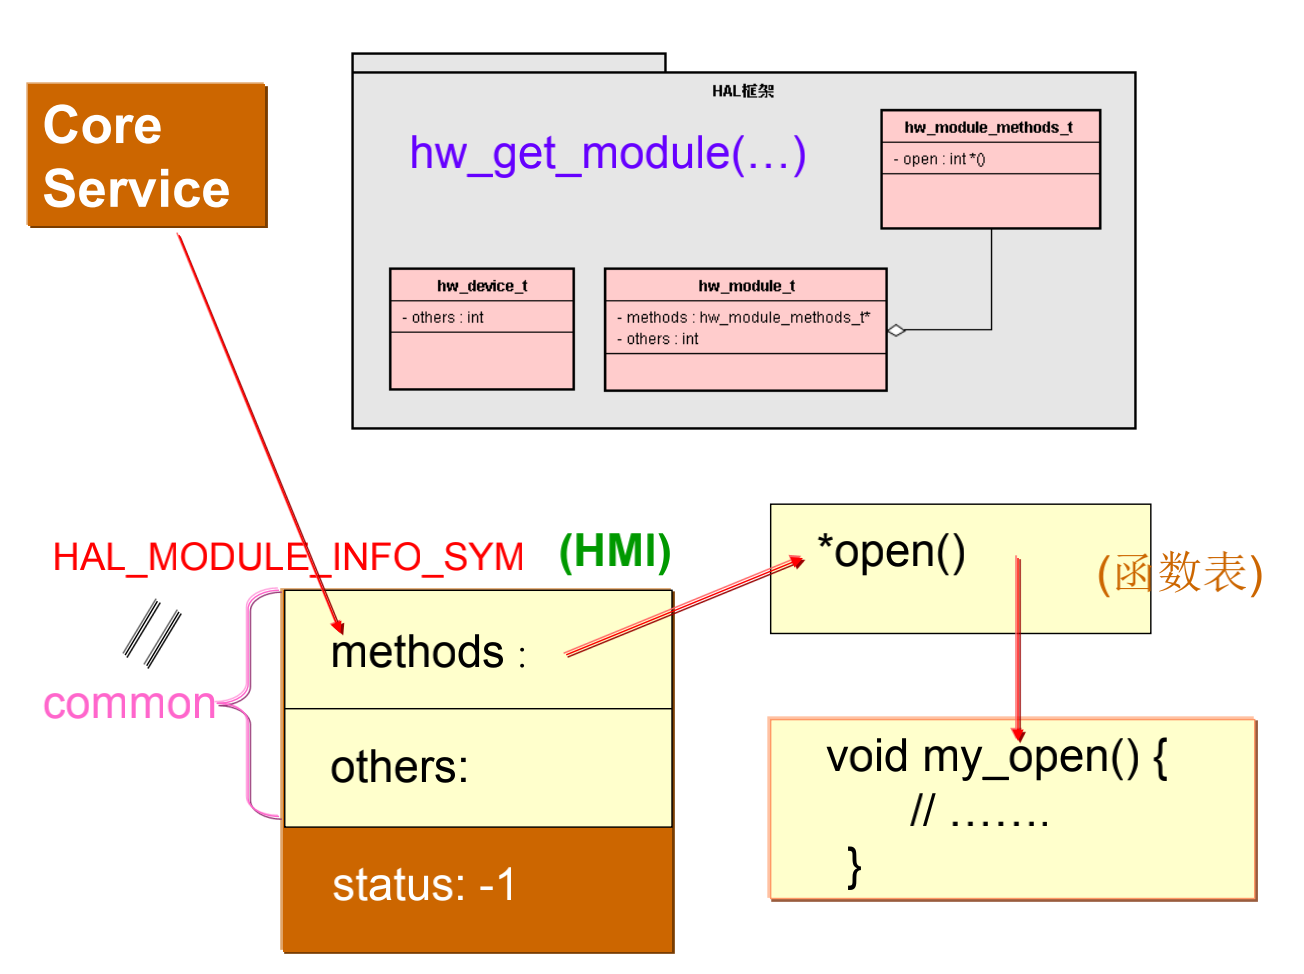 Core
Service
HAL框架
hw_get_module(…)
hw_module_methods_t
- open : int *()
hw_device_t
- others : int
hw_module_t
- methods : hw_module_methods_t*
- others : int
HAL_MODULE_INFO_SYM
(HMI)
common
methods :
others:
status: -1
*open()
(函数表)
void my_open() {
// …….
}